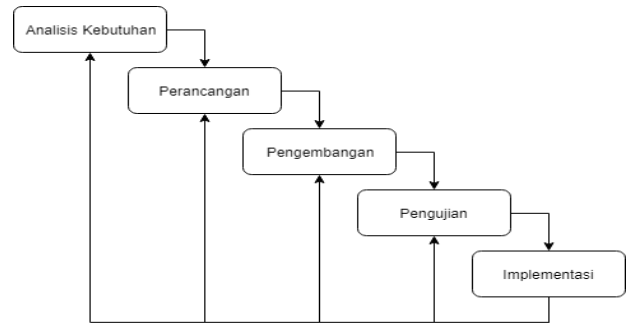 Analisis Kebutuhan
Perancangan
Pengembangan
Pengujian
Implementasi